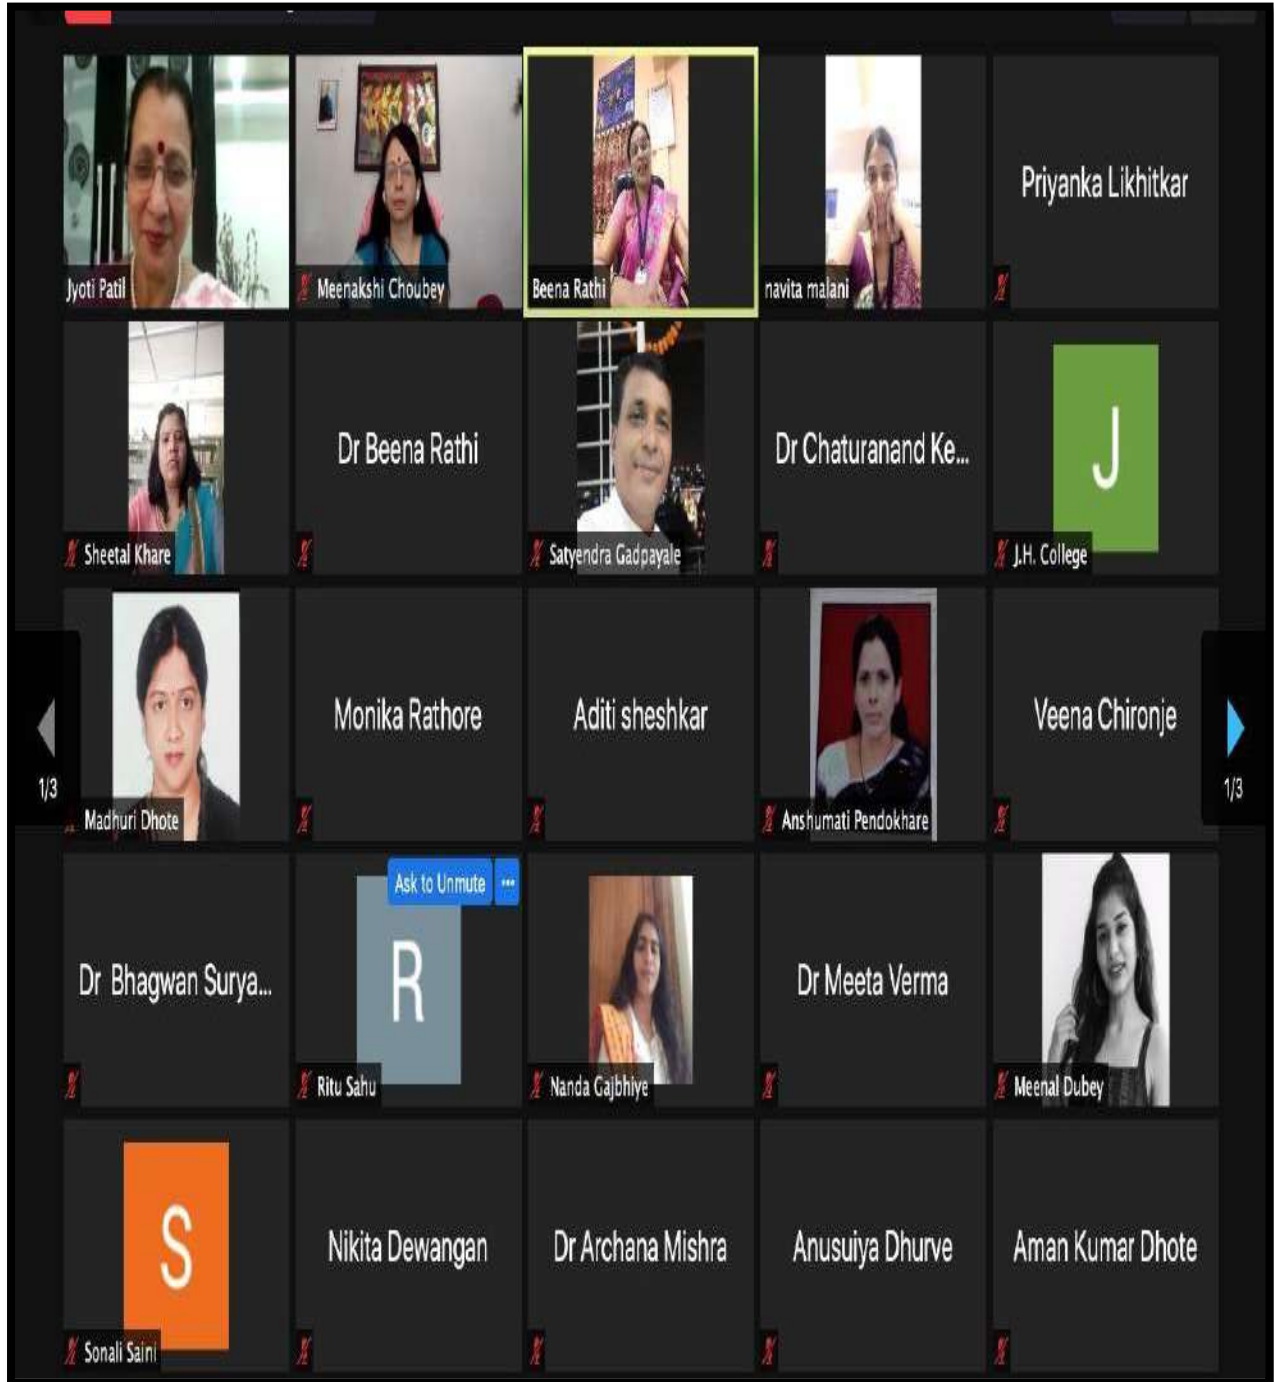 Jyoti Patil
Meenakshi Choubey
Beena Rathi
navita malani
Priyanka Likhitkar
Sheetal Khare
Dr Beena Rathi
Satyendra Gadpayale
Dr Chaturanand Ke...
J
J.H. College
Madhuri Dhote
Monika Rathore
Aditi sheshkar
Anshumati Pendokhare
Veena Chironje
1/3
1/3
Dr Bhagwan Surya...
Ask to Unmute ...
R
Ritu Sahu
Nanda Gajbhiye
Dr Meeta Verma
Meenal Dubey
S
Sonali Saini
Nikita Dewangan
Dr Archana Mishra
Anusuiya Dhurve
Aman Kumar Dhote